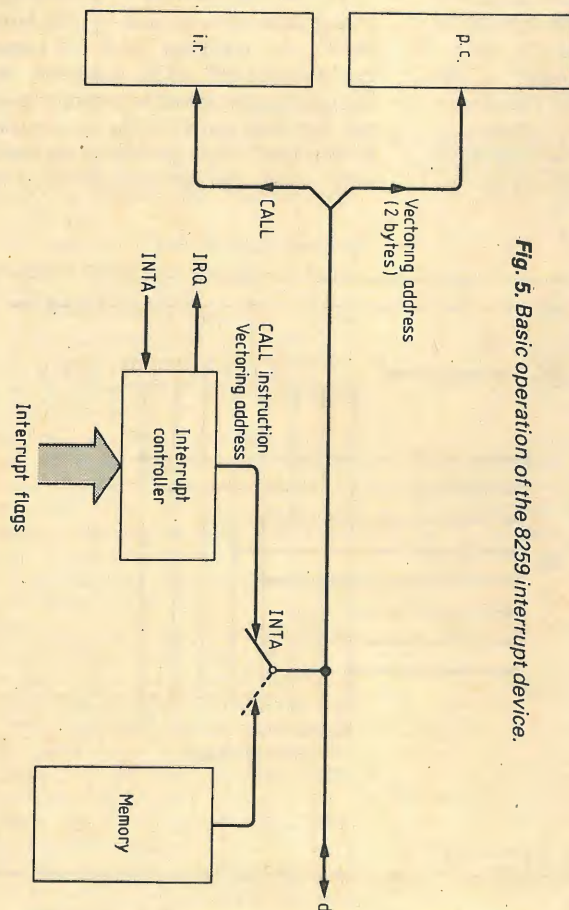 Fig. 5. Basic operation of the 8259 interrupt device.
p.c.
i.r.
Vectoring address
(2 bytes)
CALL
IRQ
INTA
CALL instruction
Vectoring address
Interrupt
controller
Interrupt flags
INTA
Memory
d